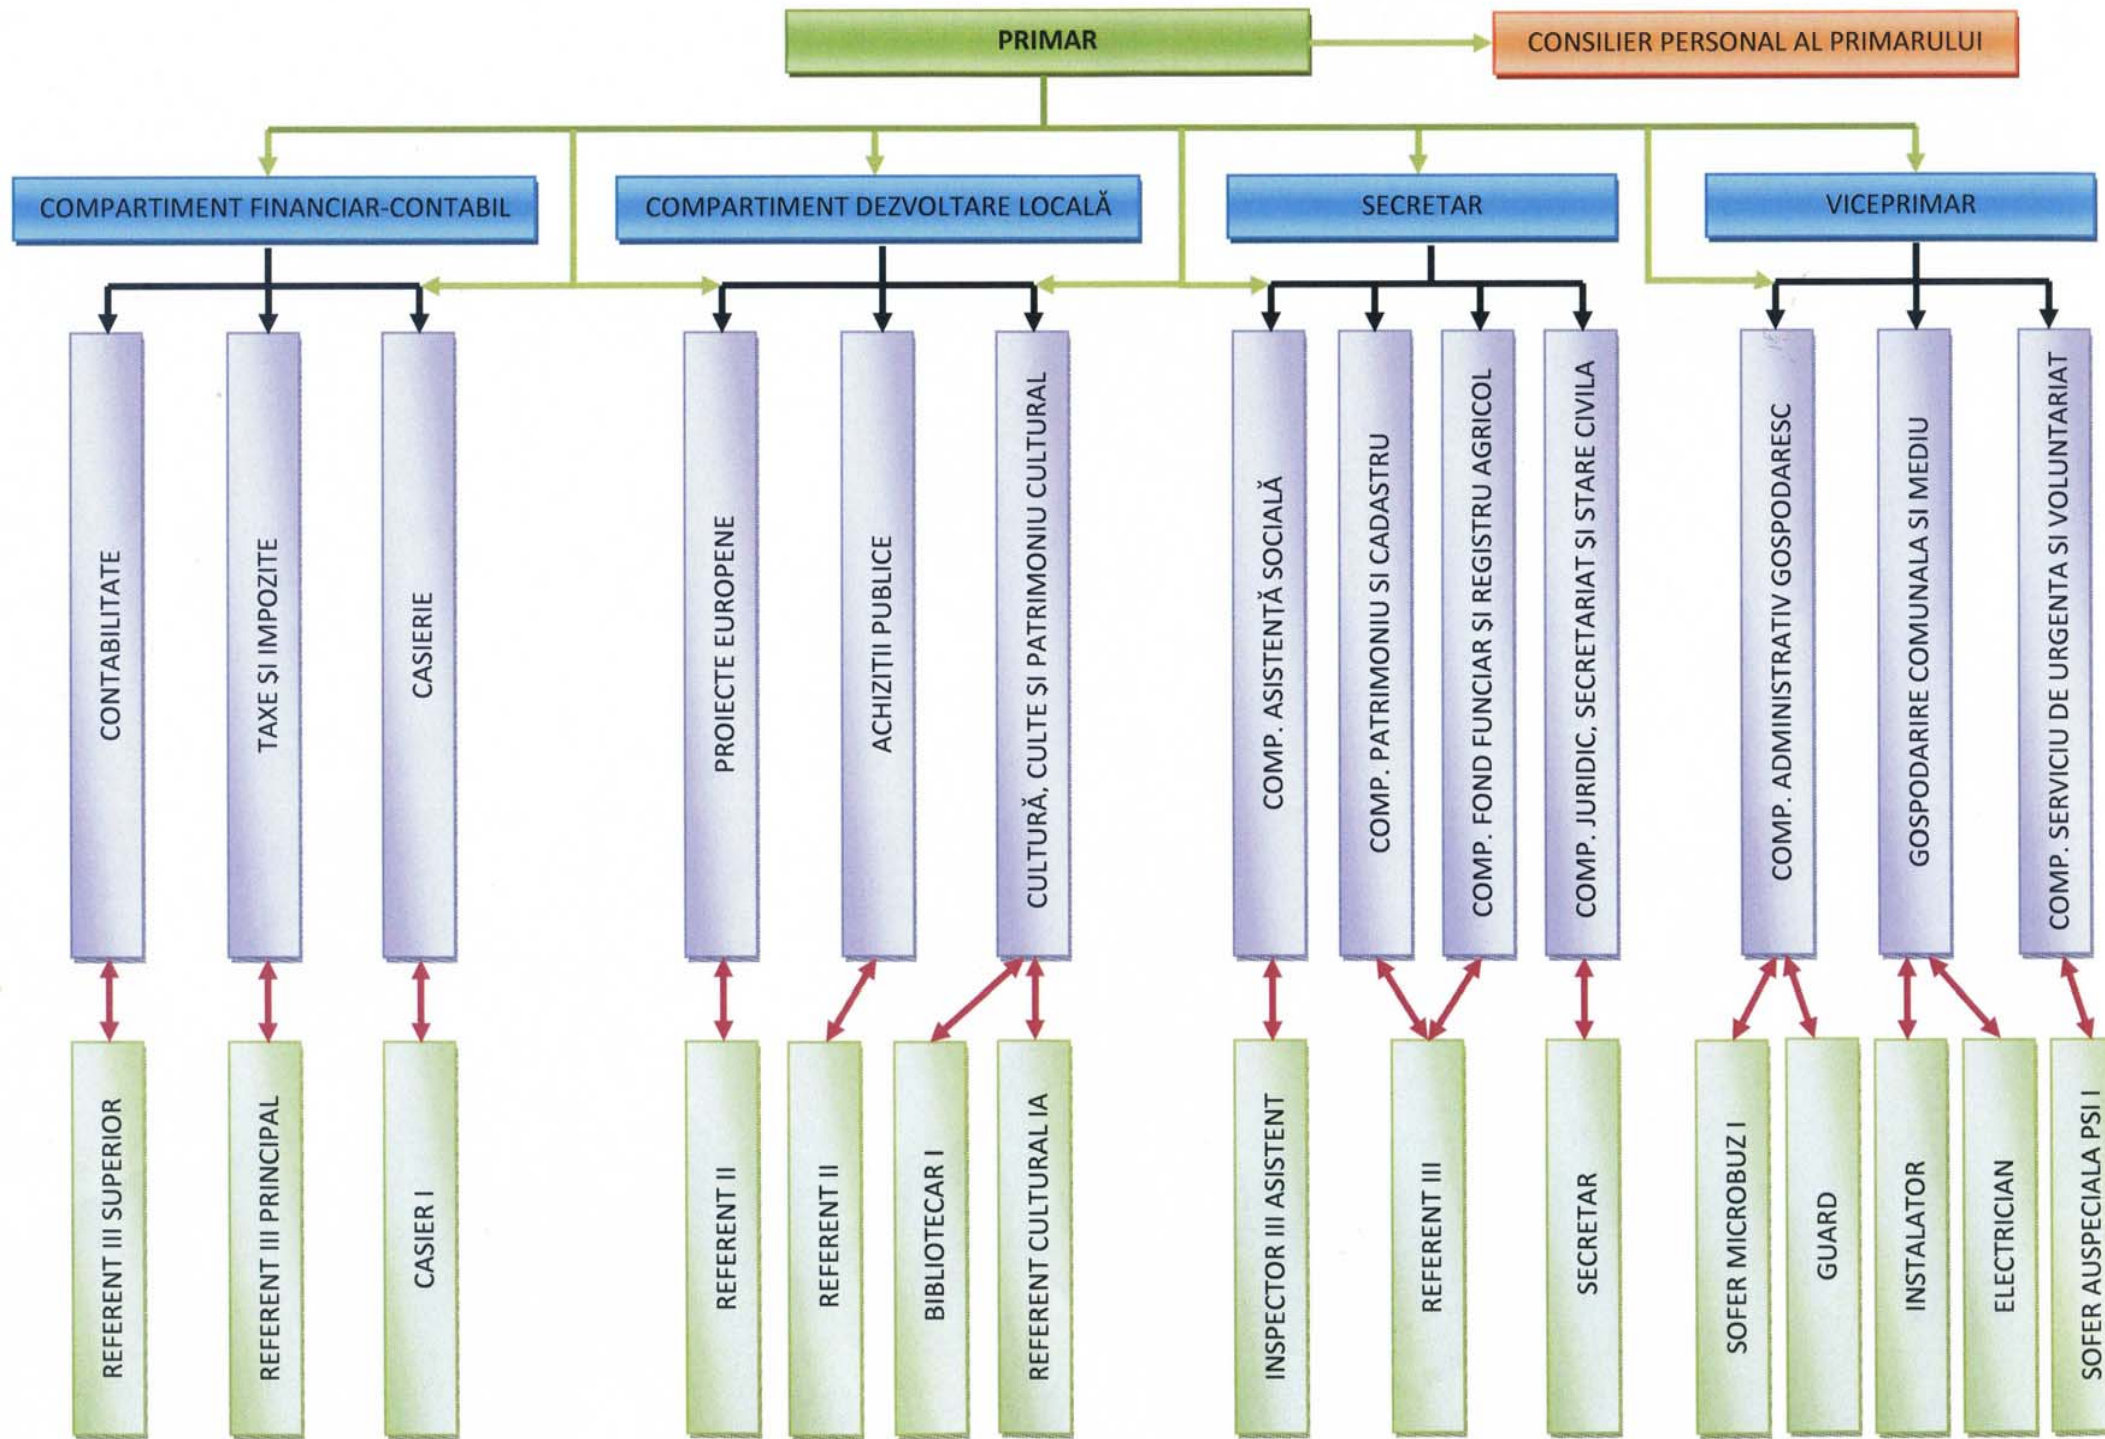 PRIMAR
CONSILIER PERSONAL AL PRIMARULUI
COMPARTIMENT FINANCIAR-CONTABIL
COMPARTIMENT DEZVOLTARE LOCALĂ
SECRETAR
VICEPRIMAR
CONTABILITATE
TAXE ȘI IMPOZITE
CASIERIE
PROIECTE EUROPENE
ACHIZITII PUBLICE
CULTURĂ, CULTE ȘI PATRIMONIU CULTURAL
COMP. ASISTENTĂ SOCIALĂ
COMP. PATRIMONIU SI CADASTRU
COMP. FOND FUNCIAR ȘI REGISTRU AGRICOL
COMP. JURIDIC, SECRETARIAT ȘI STARE CIVILA
COMP. ADMINISTRATIV GOSPODARESC
GOSPODARIRE COMUNALA SI MEDIU
COMP. SERVICIU DE URGENTA SI VOLUNTARIAT
REFERENT III SUPERIOR
REFERENT III PRINCIPAL
CASIER I
REFERENT II
REFERENT II
BIBLIOTECAR I
REFERENT CULTURAL IA
INSPECTOR III ASISTENT
REFERENT III
SECRETAR
SOFER MICROBUZ I
GUARD
INSTALATOR
ELECTRICIAN
SOFER AUSPECIALA PSI I